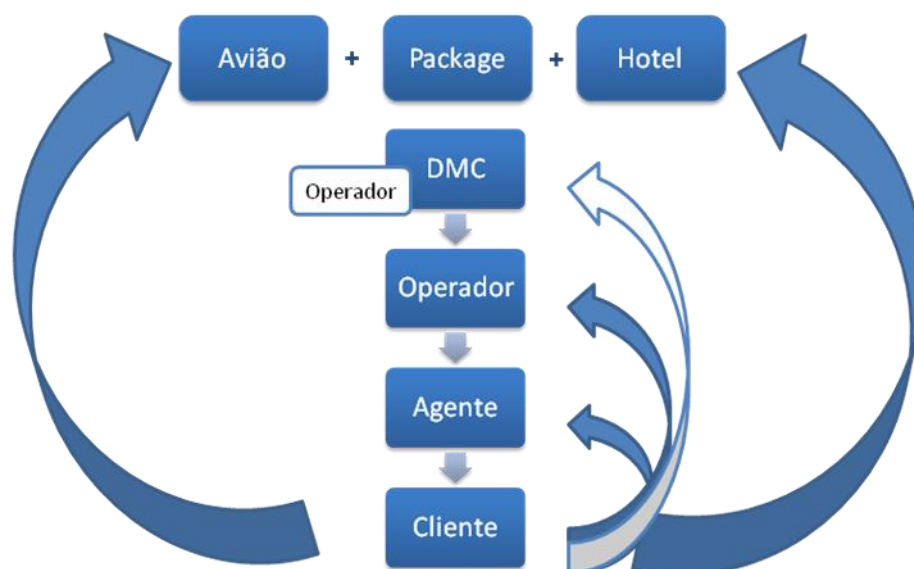 Avião + Package + Hotel
DMC
Operador
Operador
Agente
Cliente